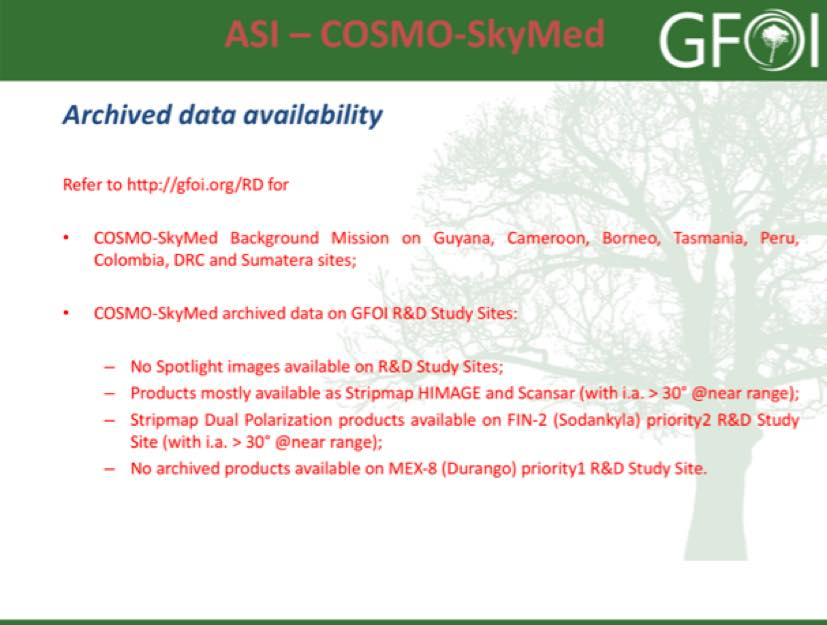 ASI – COSMO-SkyMed
GFOI
Archived data availability
Refer to http://gfoi.org/RD for
• COSMO-SkyMed Background Mission on Guyana, Cameroon, Borneo, Tasmania, Peru,
Colombia, DRC and Sumatera sites;
• COSMO-SkyMed archived data on GFOI R&D Study Sites:
– No Spotlight images available on R&D Study Sites;
– Products mostly available as Stripmap HIMAGE and Scansar (with i.a. > 30° @near range);
– Stripmap Dual Polarization products available on FIN-2 (Sodankyla) priority2 R&D Study
Site (with i.a. > 30° @near range);
– No archived products available on MEX-8 (Durango) priority1 R&D Study Site.